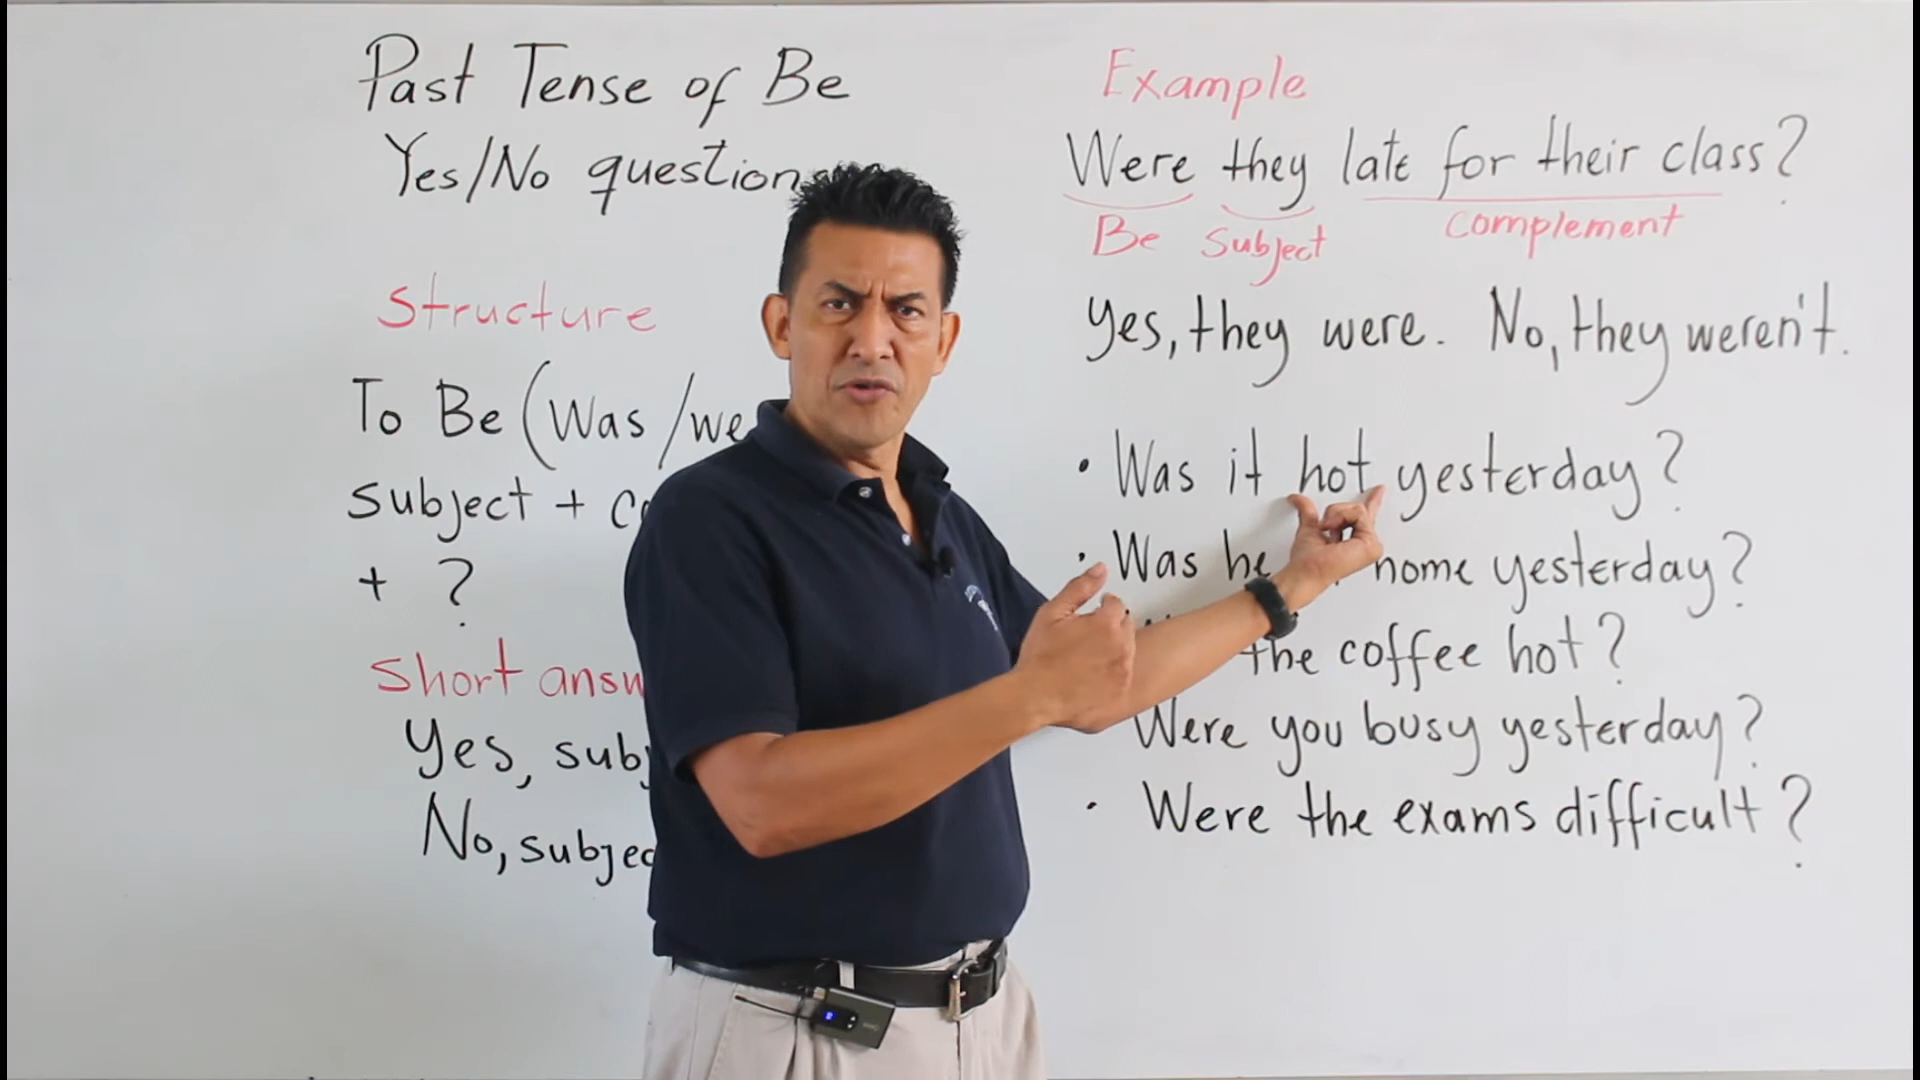 Past Tense of Be
Yes/No question
Structure
To Be (Was/we
subject + co
+ ?
Short answ
Yes, subj
No, subjec
Example
Were they late for their class?
Be Subject complement
Yes, they were. No, they weren't.
• Was it hot yesterday?
• Was he home yesterday?
the coffee hot?
Were you busy yesterday?
• Were the exams difficult?